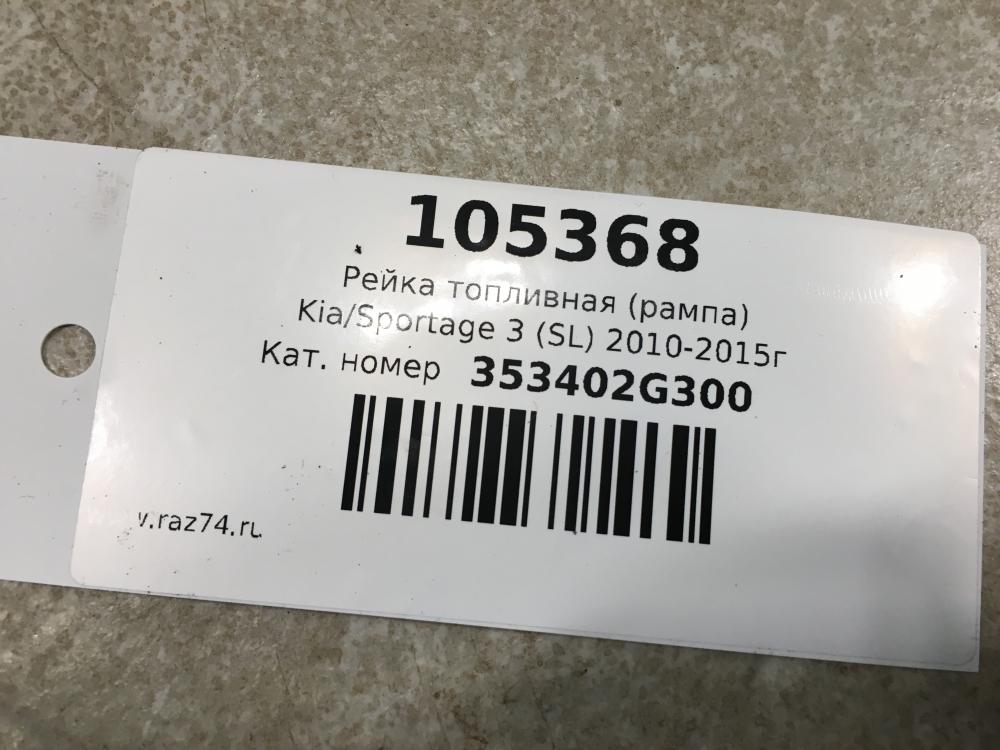 105368
Рейка топливная (рампа)
Kia/Sportage 3 (SL) 2010-2015г
Кат. номер 353402G300
.raz74.ru